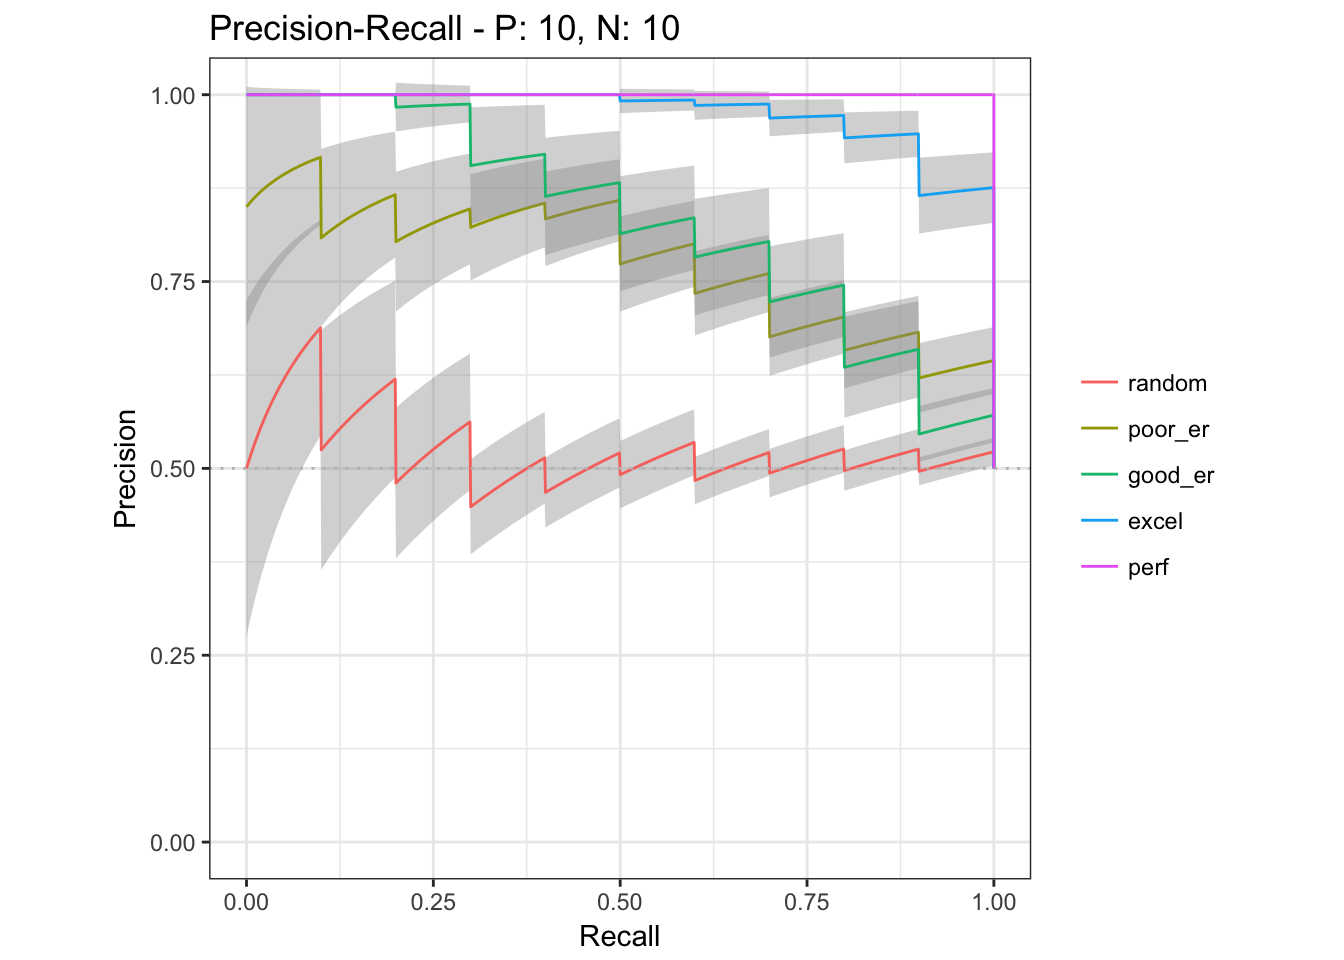 Precision-Recall - P: 10, N: 10
Precision
1.00
0.75
0.50
0.25
0.00
0.00 0.25 0.50 0.75 1.00
Recall
random
poor_er
good_er
excel
perf